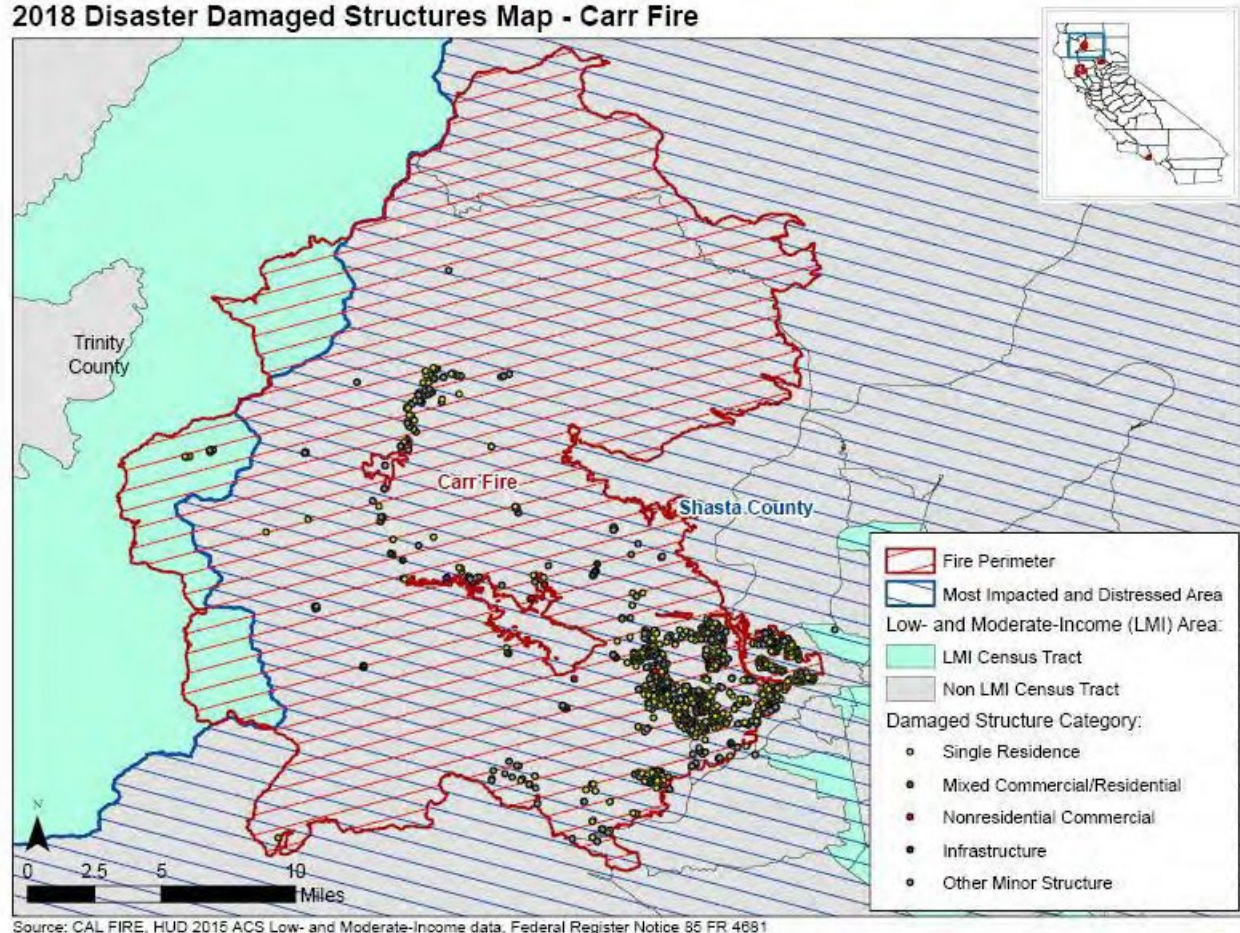 2018 Disaster Damaged Structures Map - Carr Fire
Trinity
County
Carr Fire
Shasta County
Fire Perimeter
Most Impacted and Distressed Area
Low- and Moderate-Income (LMI) Area:
LMI Census Tract
Non LMI Census Tract
Damaged Structure Category:
Single Residence
Mixed Commercial/Residential
Nonresidential Commercial
Infrastructure
Other Minor Structure
N
0 2.5 5 10
Miles
Source: CAL FIRE, HUD 2015 ACS Low- and Moderate-Income data, Federal Register Notice 85 FR 4681